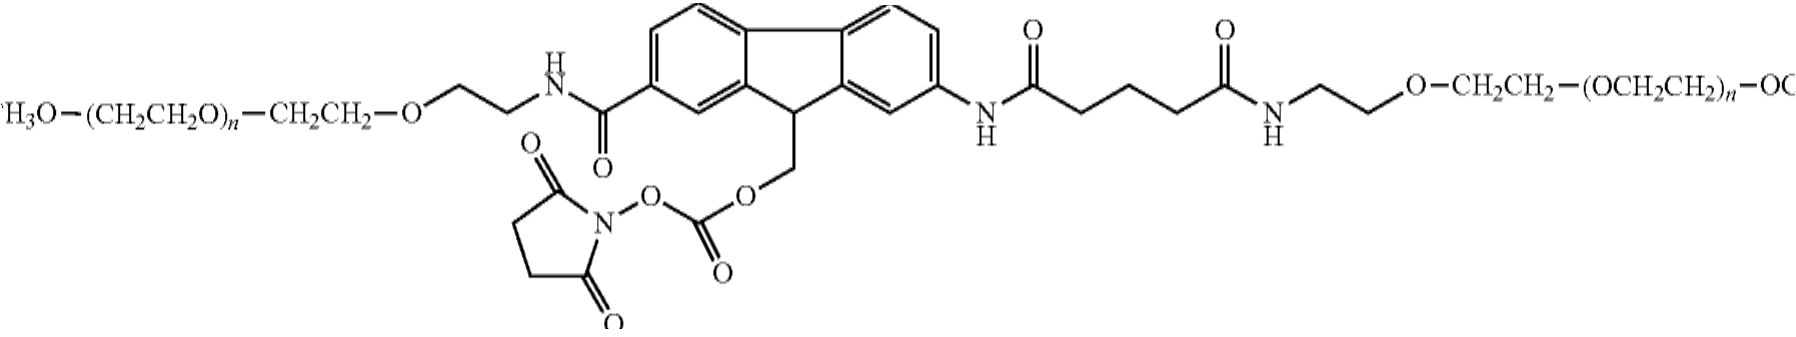 O O
H
N O–CH₂CH₂–(OCH₂CH₂)ₙ–OC
H₃O–(CH₂CH₂O)ₙ–CH₂CH₂–O N N
H H
O
O
O O
N
O
O